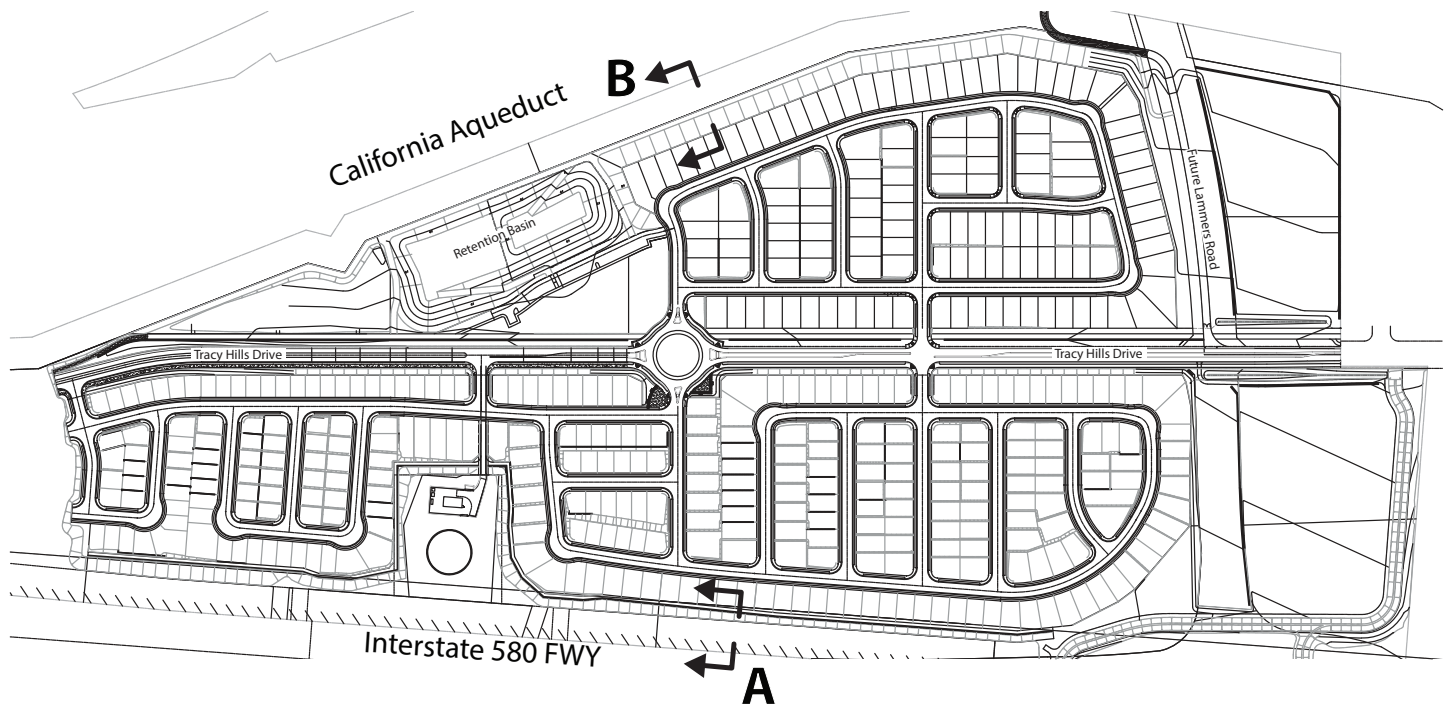 B
California Aqueduct
Retention Basin
Future Lammers Road
Tracy Hills Drive
Tracy Hills Drive
Interstate 580 FWY
A